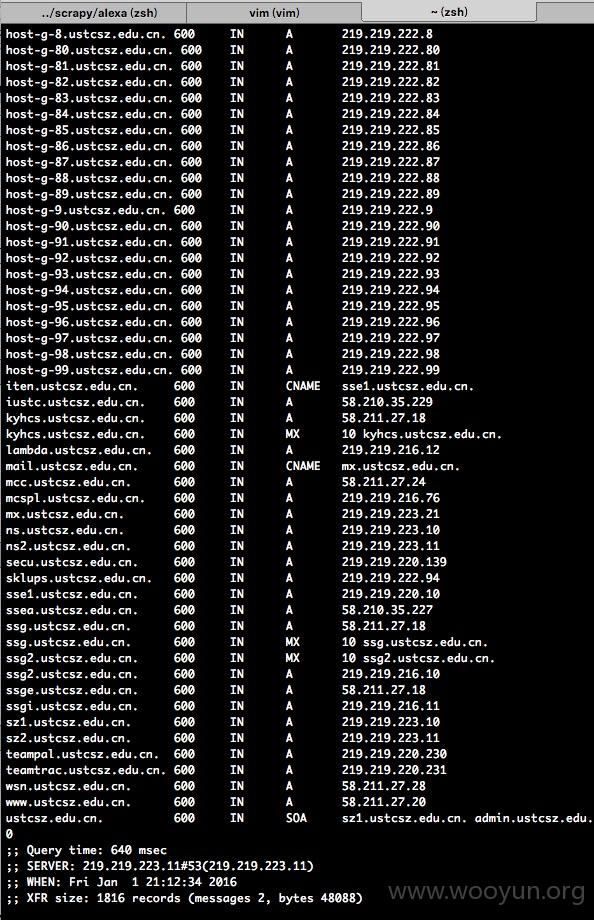 ../scrapy/alexa (zsh) vim (vim) ~ (zsh)
host-g-8.ustcsz.edu.cn. 600 IN A 219.219.222.8
host-g-80.ustcsz.edu.cn. 600 IN A 219.219.222.80
host-g-81.ustcsz.edu.cn. 600 IN A 219.219.222.81
host-g-82.ustcsz.edu.cn. 600 IN A 219.219.222.82
host-g-83.ustcsz.edu.cn. 600 IN A 219.219.222.83
host-g-84.ustcsz.edu.cn. 600 IN A 219.219.222.84
host-g-85.ustcsz.edu.cn. 600 IN A 219.219.222.85
host-g-86.ustcsz.edu.cn. 600 IN A 219.219.222.86
host-g-87.ustcsz.edu.cn. 600 IN A 219.219.222.87
host-g-88.ustcsz.edu.cn. 600 IN A 219.219.222.88
host-g-89.ustcsz.edu.cn. 600 IN A 219.219.222.89
host-g-9.ustcsz.edu.cn. 600 IN A 219.219.222.9
host-g-90.ustcsz.edu.cn. 600 IN A 219.219.222.90
host-g-91.ustcsz.edu.cn. 600 IN A 219.219.222.91
host-g-92.ustcsz.edu.cn. 600 IN A 219.219.222.92
host-g-93.ustcsz.edu.cn. 600 IN A 219.219.222.93
host-g-94.ustcsz.edu.cn. 600 IN A 219.219.222.94
host-g-95.ustcsz.edu.cn. 600 IN A 219.219.222.95
host-g-96.ustcsz.edu.cn. 600 IN A 219.219.222.96
host-g-97.ustcsz.edu.cn. 600 IN A 219.219.222.97
host-g-98.ustcsz.edu.cn. 600 IN A 219.219.222.98
host-g-99.ustcsz.edu.cn. 600 IN A 219.219.222.99
iten.ustcsz.edu.cn. 600 IN CNAME sse1.ustcsz.edu.cn.
iustc.ustcsz.edu.cn. 600 IN A 58.210.35.229
kyhcs.ustcsz.edu.cn. 600 IN A 58.211.27.18
kyhcs.ustcsz.edu.cn. 600 IN MX 10 kyhcs.ustcsz.edu.cn.
lambda.ustcsz.edu.cn. 600 IN A 219.219.216.12
mail.ustcsz.edu.cn. 600 IN CNAME mx.ustcsz.edu.cn.
mcc.ustcsz.edu.cn. 600 IN A 58.211.27.24
mcspl.ustcsz.edu.cn. 600 IN A 219.219.216.76
mx.ustcsz.edu.cn. 600 IN A 219.219.223.21
ns.ustcsz.edu.cn. 600 IN A 219.219.223.10
ns2.ustcsz.edu.cn. 600 IN A 219.219.223.11
secu.ustcsz.edu.cn. 600 IN A 219.219.220.139
sklups.ustcsz.edu.cn. 600 IN A 219.219.222.94
sse1.ustcsz.edu.cn. 600 IN A 219.219.220.10
ssea.ustcsz.edu.cn. 600 IN A 58.210.35.227
ssg.ustcsz.edu.cn. 600 IN A 58.211.27.18
ssg.ustcsz.edu.cn. 600 IN MX 10 ssg.ustcsz.edu.cn.
ssg2.ustcsz.edu.cn. 600 IN MX 10 ssg2.ustcsz.edu.cn.
ssg2.ustcsz.edu.cn. 600 IN A 219.219.216.10
ssge.ustcsz.edu.cn. 600 IN A 58.211.27.18
ssgi.ustcsz.edu.cn. 600 IN A 219.219.216.11
sz1.ustcsz.edu.cn. 600 IN A 219.219.223.10
sz2.ustcsz.edu.cn. 600 IN A 219.219.223.11
teampal.ustcsz.edu.cn. 600 IN A 219.219.220.230
teamtrac.ustcsz.edu.cn. 600 IN A 219.219.220.231
wsn.ustcsz.edu.cn. 600 IN A 58.211.27.28
www.ustcsz.edu.cn. 600 IN A 58.211.27.20
ustcsz.edu.cn. 600 IN SOA sz1.ustcsz.edu.cn. admin.ustcsz.edu.
0
;; Query time: 640 msec
;; SERVER: 219.219.223.11#53(219.219.223.11)
;; WHEN: Fri Jan 1 21:12:34 2016
;; XFR size: 1816 records (messages 2, bytes 48088)
www.wooyun.org